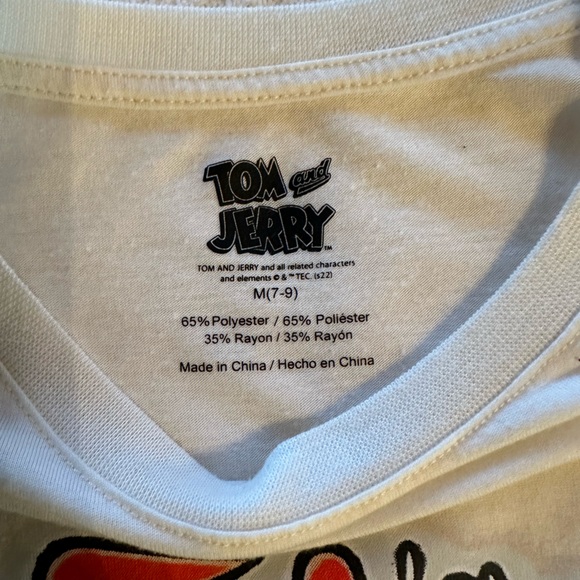 TOM and
JERRY™
TOM AND JERRY and all related characters
and elements © & ™ TEC. (s22)
M(7-9)
65% Polyester / 65% Poliéster
35% Rayon / 35% Rayón
Made in China / Hecho en China